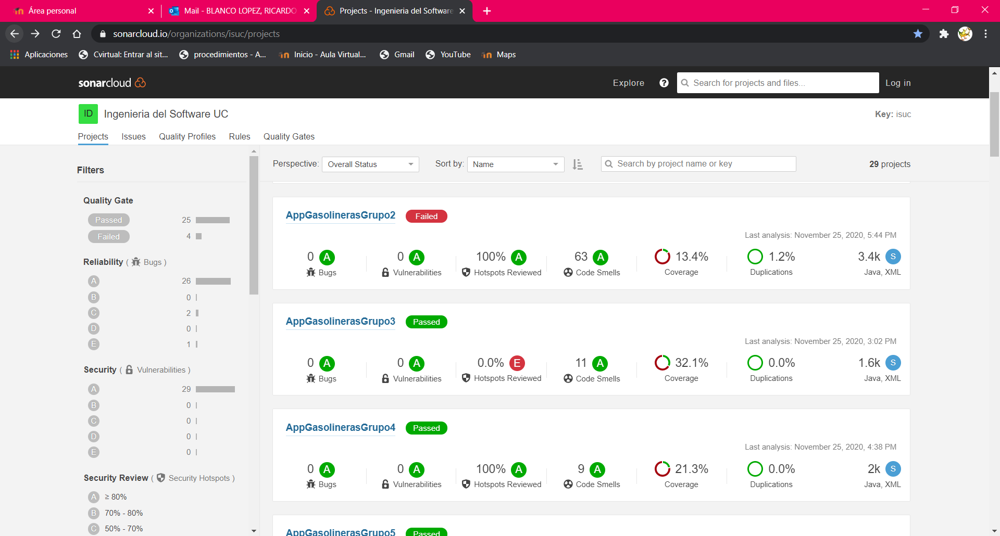 Área personal
Mail - BLANCO LOPEZ, RICARDO
Projects - Ingenieria del Software
sonarcloud.io/organizations/isuc/projects
Aplicaciones
Cvirtual: Entrar al sit...
procedimientos - A...
Inicio - Aula Virtual...
Gmail
YouTube
Maps
sonarcloud
Explore
?
Search for projects and files...
Log in
ID Ingenieria del Software UC
Key: isuc
Projects Issues Quality Profiles Rules Quality Gates
Filters
Quality Gate
Passed 25
Failed 4
Reliability ( Bugs )
A 26
B 0
C 2
D 0
E 1
Security ( Vulnerabilities )
A 29
B 0
C 0
D 0
E 0
Security Review ( Security Hotspots )
A ≥ 80%
B 70% - 80%
C 50% - 70%
Perspective: Overall Status Sort by: Name Search by project name or key 29 projects
AppGasolinerasGrupo2 Failed
Last analysis: November 25, 2020, 5:44 PM
0 A 0 A 100% A 63 A 13.4% 1.2% 3.4k S
Bugs Vulnerabilities Hotspots Reviewed Code Smells Coverage Duplications Java, XML
AppGasolinerasGrupo3 Passed
Last analysis: November 25, 2020, 3:02 PM
0 A 0 A 0.0% E 11 A 32.1% 0.0% 1.6k S
Bugs Vulnerabilities Hotspots Reviewed Code Smells Coverage Duplications Java, XML
AppGasolinerasGrupo4 Passed
Last analysis: November 25, 2020, 4:38 PM
0 A 0 A 100% A 9 A 21.3% 0.0% 2k S
Bugs Vulnerabilities Hotspots Reviewed Code Smells Coverage Duplications Java, XML
AppGasolinerasGrupo5 Passed